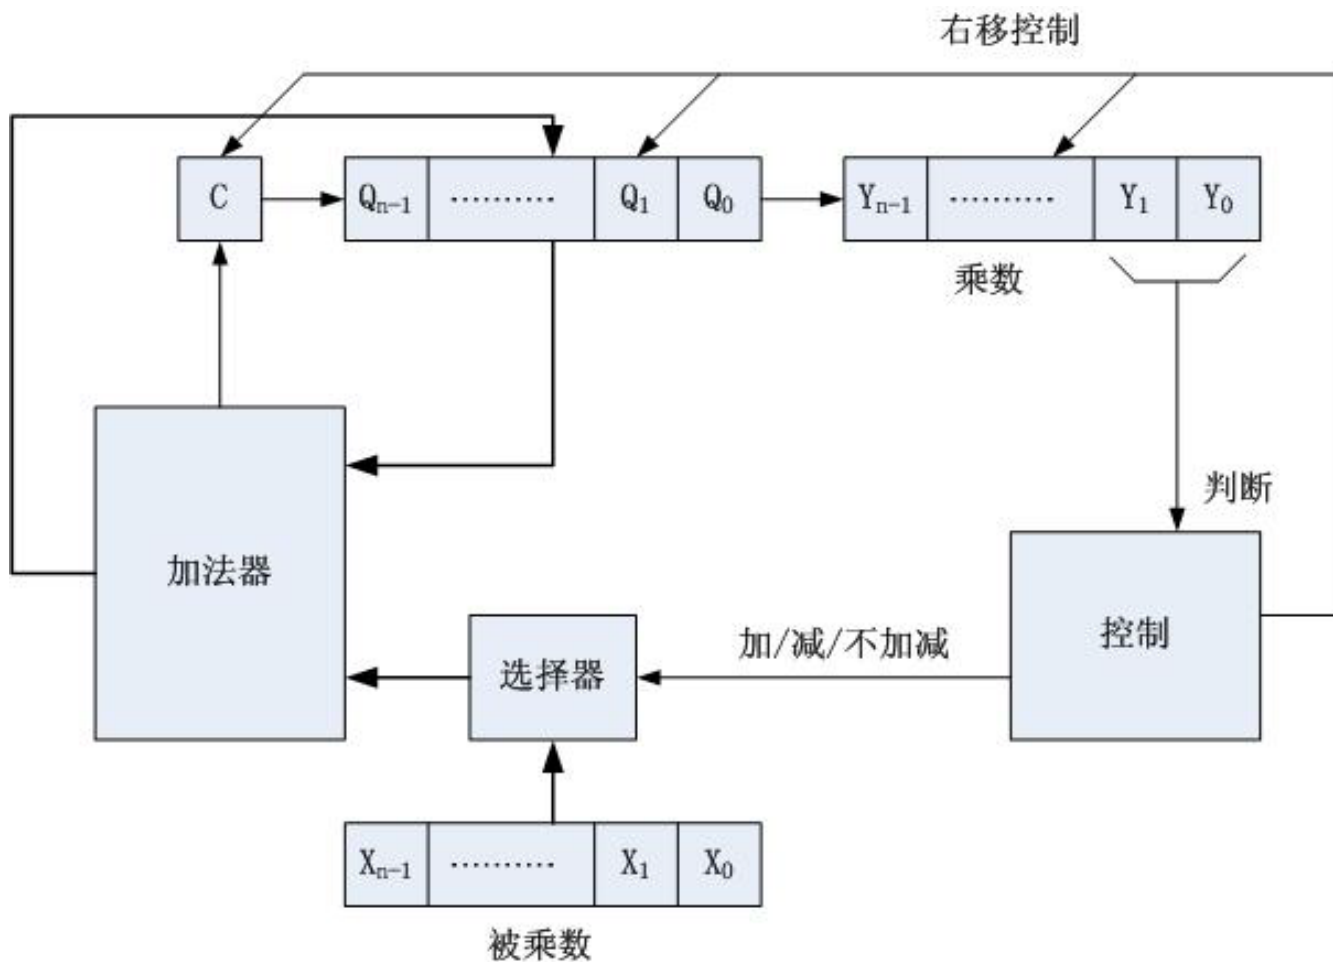 右移控制
C Qn-1 .......... Q1 Q0 Yn-1 .......... Y1 Y0
乘数
判断
加法器
控制
加/减/不加减
选择器
Xn-1 .......... X1 X0
被乘数